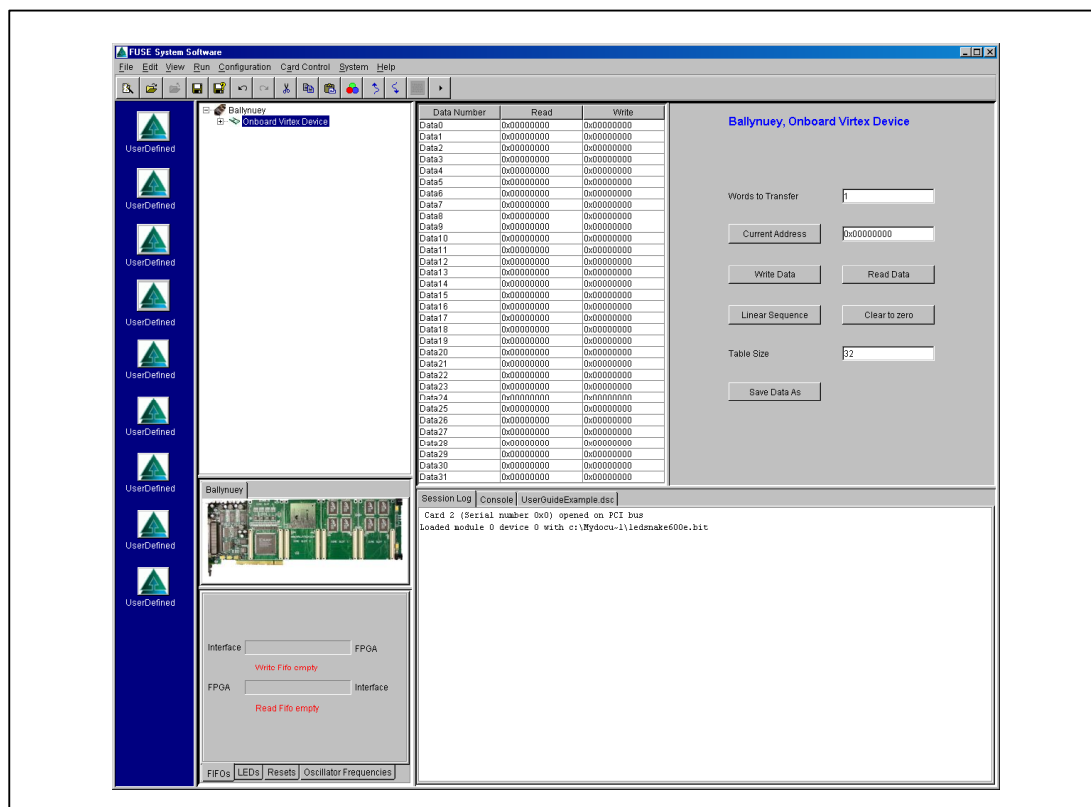 FUSE System Software
File Edit View Run Configuration Card Control System Help
UserDefined
UserDefined
UserDefined
UserDefined
UserDefined
UserDefined
UserDefined
UserDefined
UserDefined
Ballynuey
Onboard Virtex Device
Data Number Read Write
Data0 0x00000000 0x00000000
Data1 0x00000000 0x00000000
Data2 0x00000000 0x00000000
Data3 0x00000000 0x00000000
Data4 0x00000000 0x00000000
Data5 0x00000000 0x00000000
Data6 0x00000000 0x00000000
Data7 0x00000000 0x00000000
Data8 0x00000000 0x00000000
Data9 0x00000000 0x00000000
Data10 0x00000000 0x00000000
Data11 0x00000000 0x00000000
Data12 0x00000000 0x00000000
Data13 0x00000000 0x00000000
Data14 0x00000000 0x00000000
Data15 0x00000000 0x00000000
Data16 0x00000000 0x00000000
Data17 0x00000000 0x00000000
Data18 0x00000000 0x00000000
Data19 0x00000000 0x00000000
Data20 0x00000000 0x00000000
Data21 0x00000000 0x00000000
Data22 0x00000000 0x00000000
Data23 0x00000000 0x00000000
Data24 0x00000000 0x00000000
Data25 0x00000000 0x00000000
Data26 0x00000000 0x00000000
Data27 0x00000000 0x00000000
Data28 0x00000000 0x00000000
Data29 0x00000000 0x00000000
Data30 0x00000000 0x00000000
Data31 0x00000000 0x00000000
Ballynuey, Onboard Virtex Device
Words to Transfer 1
Current Address 0x00000000
Write Data Read Data
Linear Sequence Clear to zero
Table Size 32
Save Data As
Ballynuey
Interface FPGA
Write Fifo empty
FPGA Interface
Read Fifo empty
FIFOs LEDs Resets Oscillator Frequencies
Session Log Console UserGuideExample.dsc
Card 2 (Serial number 0x0) opened on PCI bus
Loaded module 0 device 0 with c:\Mydocu~1\ledsnake600e.bit